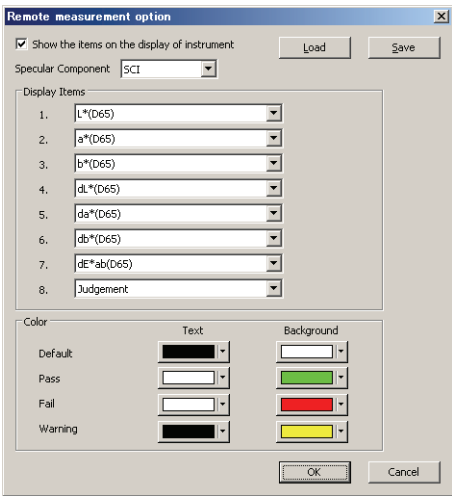 Remote measurement option
Show the items on the display of instrument
Load
Save
Specular Component SCI
Display Items
1. L*(D65)
2. a*(D65)
3. b*(D65)
4. dL*(D65)
5. da*(D65)
6. db*(D65)
7. dE*ab(D65)
8. Judgement
Color
Text Background
Default
Pass
Fail
Warning
OK Cancel